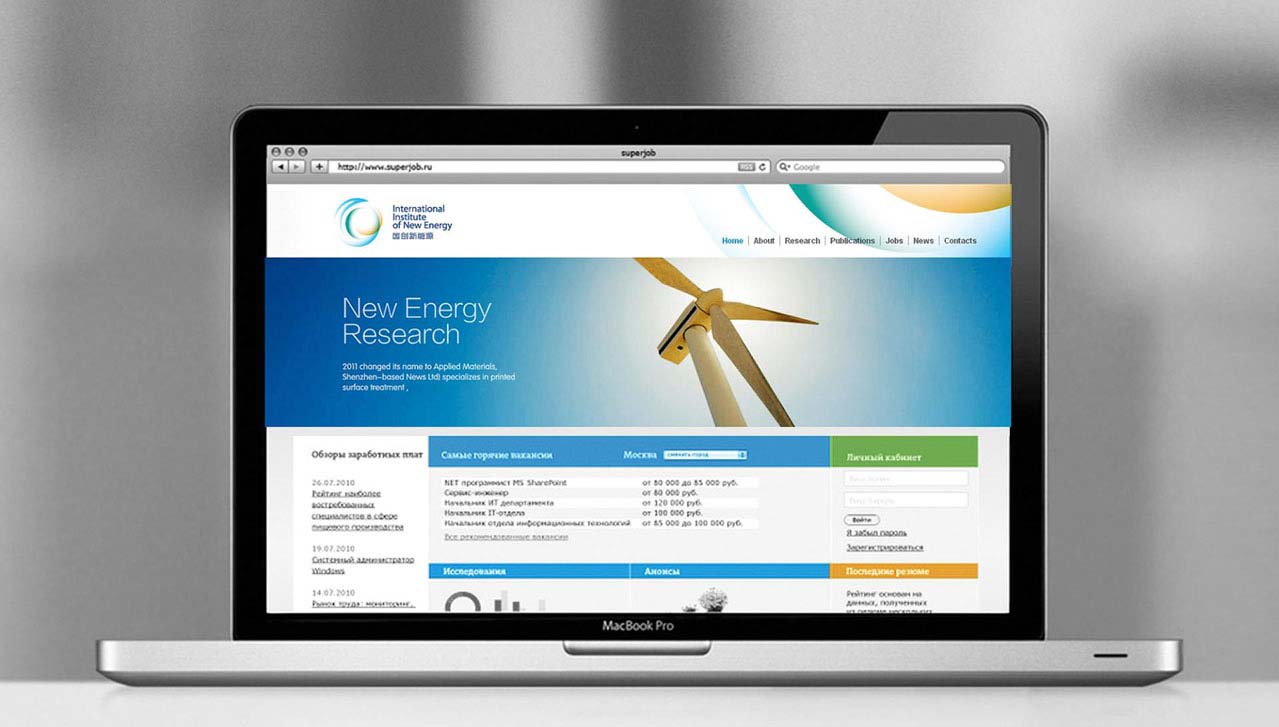 superjob
http://www.superjob.ru
RSS
Google
International
Institute
of New Energy
国创新能源
Home | About | Research | Publications | Jobs | News | Contacts
New Energy
Research
2011 changed its name to Applied Materials,
Shenzhen-based News Ltd) specializes in printed
surface treatment ,
Обзоры заработных плат
26.07.2010
Рейтинг наиболее
востребованных
специалистов в сфере
пищевого производства
19.07.2010
Системный администратор
Windows
14.07.2010
Рынок труда: мониторинг,
Самые горячие вакансии
Москва
сменить город
NET программист MS SharePoint от 80 000 до 85 000 руб.
Сервис-инженер от 80 000 руб.
Начальник ИТ департамента от 120 000 руб.
Начальник IT-отдела от 100 000 руб.
Начальник отдела информационных технологий от 85 000 до 100 000 руб.
Все рекомендованные вакансии
Исследования
Анонсы
Личный кабинет
Ваш логин
Ваш пароль
Войти
Я забыл пароль
Зарегистрироваться
Последние резюме
Рейтинг основан на
данных, полученных
из резюме нескольких
MacBook Pro